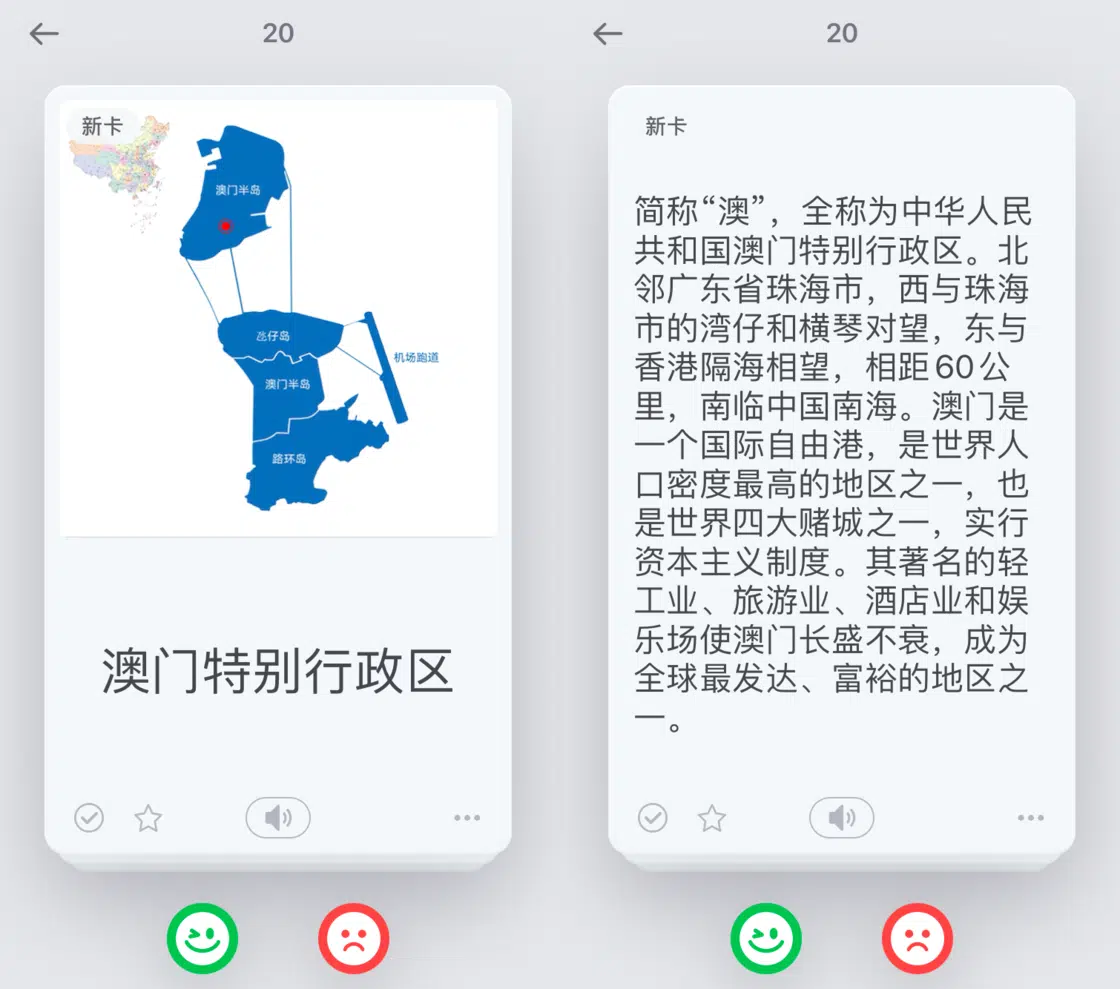 20
新卡
澳门半岛
氹仔岛
机场跑道
澳门半岛
路环岛
澳门特别行政区
20
新卡
简称“澳”，全称为中华人民
共和国澳门特别行政区。北
邻广东省珠海市，西与珠海
市的湾仔和横琴对望，东与
香港隔海相望，相距60公
里，南临中国南海。澳门是
一个国际自由港，是世界人
口密度最高的地区之一，也
是世界四大赌城之一，实行
资本主义制度。其著名的轻
工业、旅游业、酒店业和娱
乐场使澳门长盛不衰，成为
全球最发达、富裕的地区之
一。